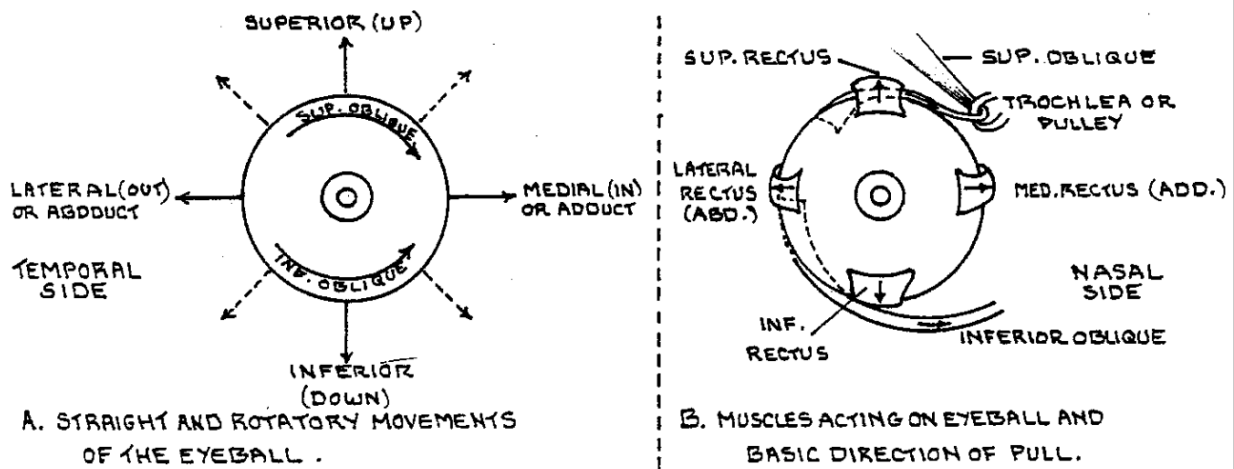 SUPERIOR (UP)
SUP. OBLIQUE
LATERAL (OUT)
OR ABDDUCT
MEDIAL (IN)
OR ADDUCT
INF. OBLIQUE
TEMPORAL
SIDE
INFERIOR
(DOWN)
A. STRAIGHT AND ROTATORY MOVEMENTS
OF THE EYEBALL.
SUP. RECTUS
SUP. OBLIQUE
TROCHLEA OR
PULLEY
LATERAL
RECTUS
(ABD.)
MED. RECTUS (ADD.)
NASAL
SIDE
INF.
RECTUS
INFERIOR OBLIQUE
B. MUSCLES ACTING ON EYEBALL AND
BASIC DIRECTION OF PULL.